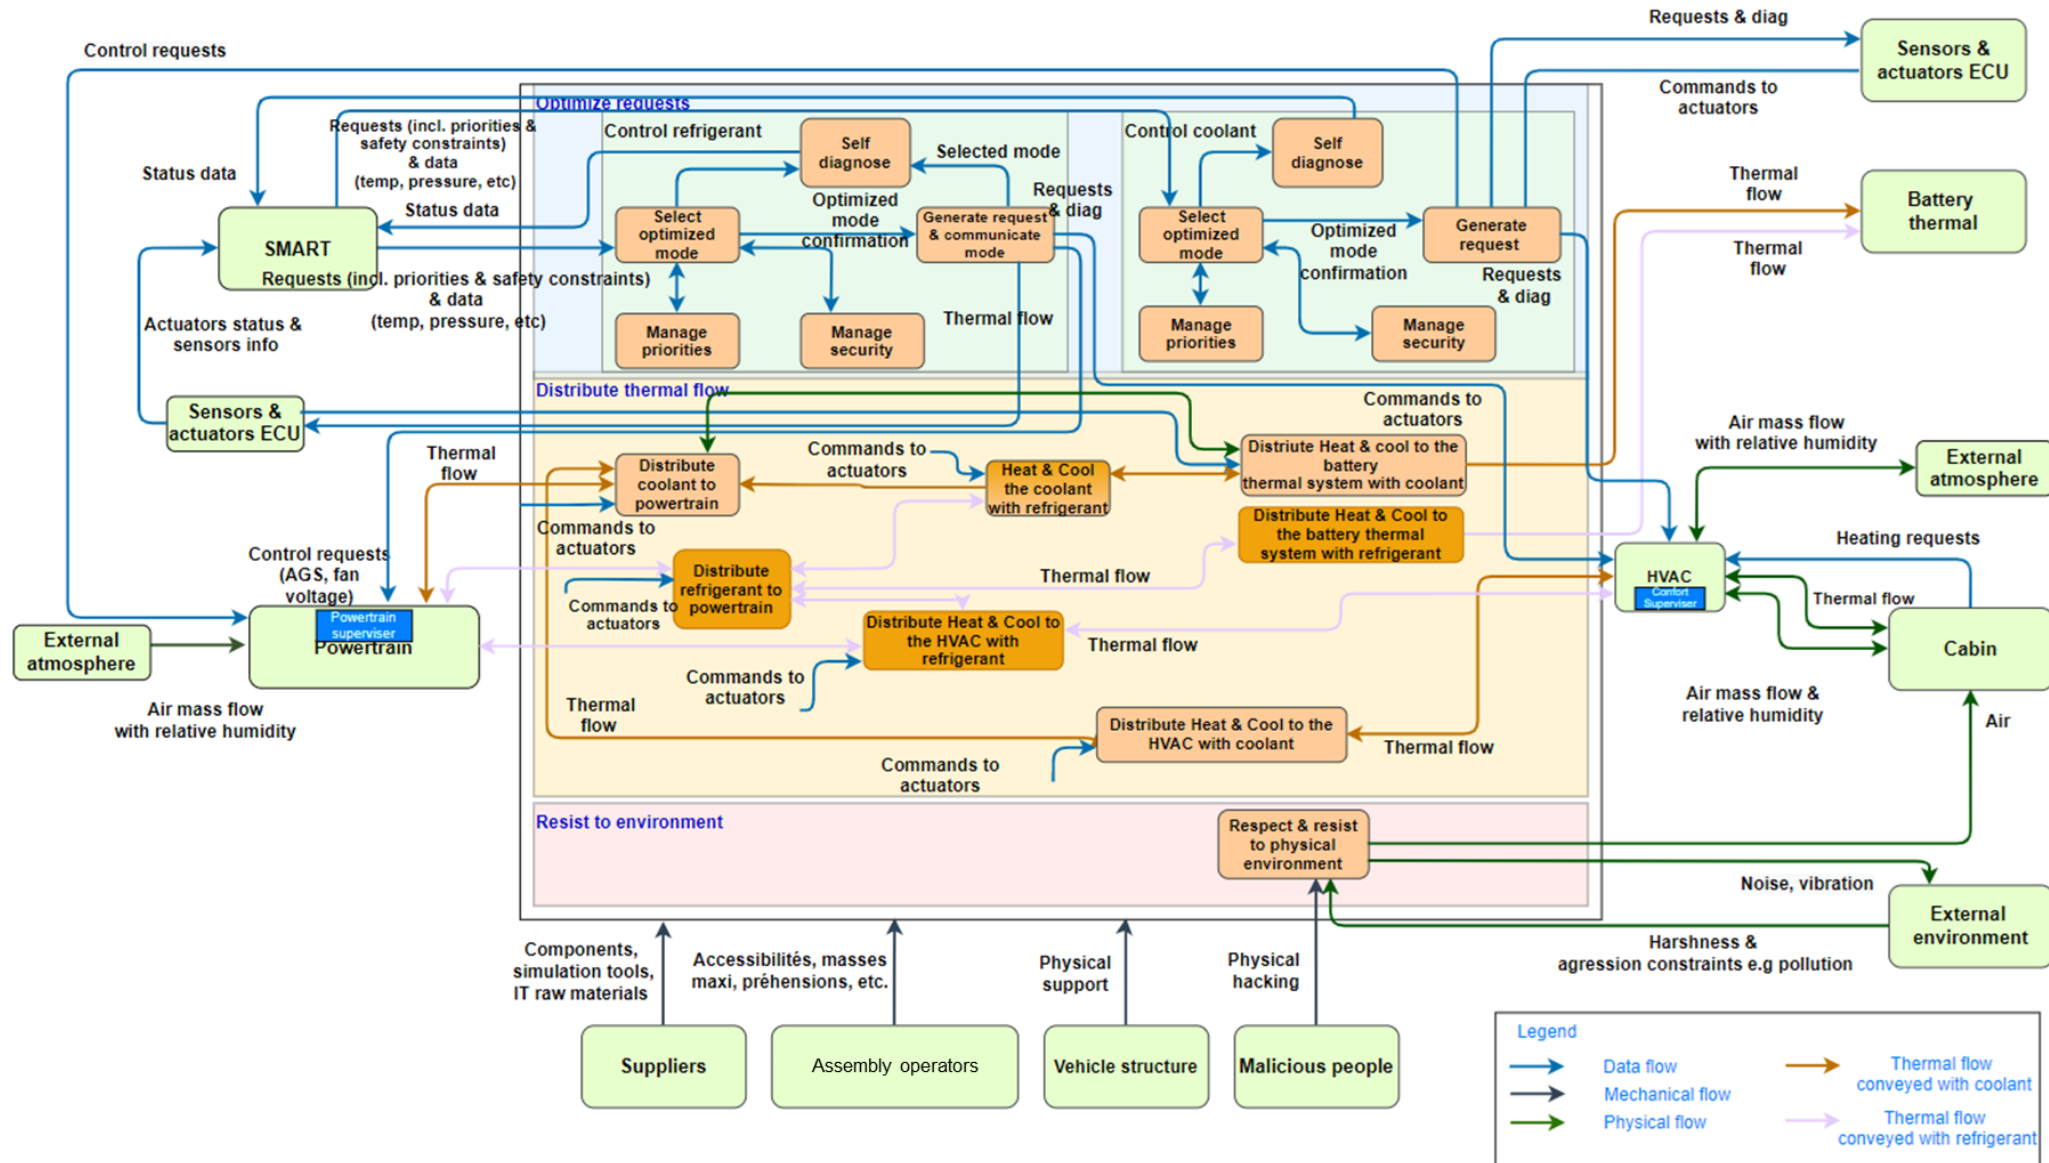 Requests & diag
Control requests
Sensors &
actuators ECU
Commands to
actuators
Optimize requests
Requests (incl. priorities &
safety constraints)
& data
(temp, pressure, etc)
Control refrigerant
Self
diagnose
Selected mode
Control coolant
Self
diagnose
Status data
Thermal
flow
Battery
thermal
Thermal
flow
Status data
SMART
Select
optimized
mode
Optimized
mode
confirmation
Generate request
& communicate
mode
Requests
& diag
Select
optimized
mode
Optimized
mode
confirmation
Generate
request
Requests
& diag
Requests (incl. priorities & safety constraints)
& data
(temp, pressure, etc)
Actuators status &
sensors info
Manage
priorities
Manage
security
Thermal flow
Manage
priorities
Manage
security
Distribute thermal flow
Sensors &
actuators ECU
Commands to
actuators
Air mass flow
with relative humidity
External
atmosphere
Thermal
flow
Distribute
coolant to
powertrain
Commands to
actuators
Heat & Cool
the coolant
with refrigerant
Distriute Heat & cool to the
battery
thermal system with coolant
Commands to
actuators
Distribute Heat & Cool to
the battery thermal
system with refrigerant
Heating requests
Control requests
(AGS, fan
voltage)
Distribute
refrigerant to
powertrain
Thermal flow
HVAC
Confort
Superviser
Thermal flow
Commands to
actuators
External
atmosphere
Powertrain
superviser
Powertrain
Distribute Heat & Cool to
the HVAC with
refrigerant
Thermal flow
Cabin
Commands to
actuators
Air mass flow
with relative humidity
Thermal
flow
Air mass flow &
relative humidity
Air
Distribute Heat & Cool to the
HVAC with coolant
Thermal flow
Commands to
actuators
Resist to environment
Respect & resist
to physical
environment
Noise, vibration
External
environment
Harshness &
agression constraints e.g pollution
Components,
simulation tools,
IT raw materials
Accessibilités, masses
maxi, préhensions, etc.
Physical
support
Physical
hacking
Suppliers
Assembly operators
Vehicle structure
Malicious people
Legend
Data flow
Mechanical flow
Physical flow
Thermal flow
conveyed with coolant
Thermal flow
conveyed with refrigerant